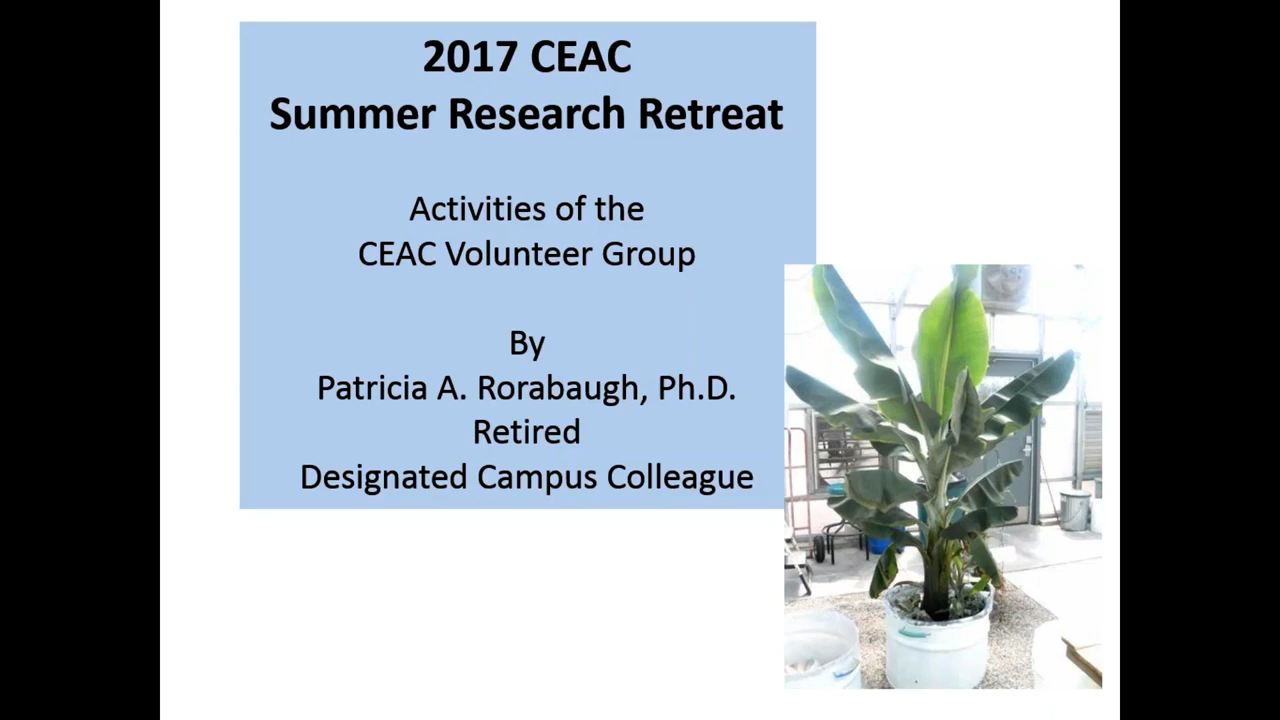 2017 CEAC
Summer Research Retreat
Activities of the
CEAC Volunteer Group
By
Patricia A. Rorabaugh, Ph.D.
Retired
Designated Campus Colleague